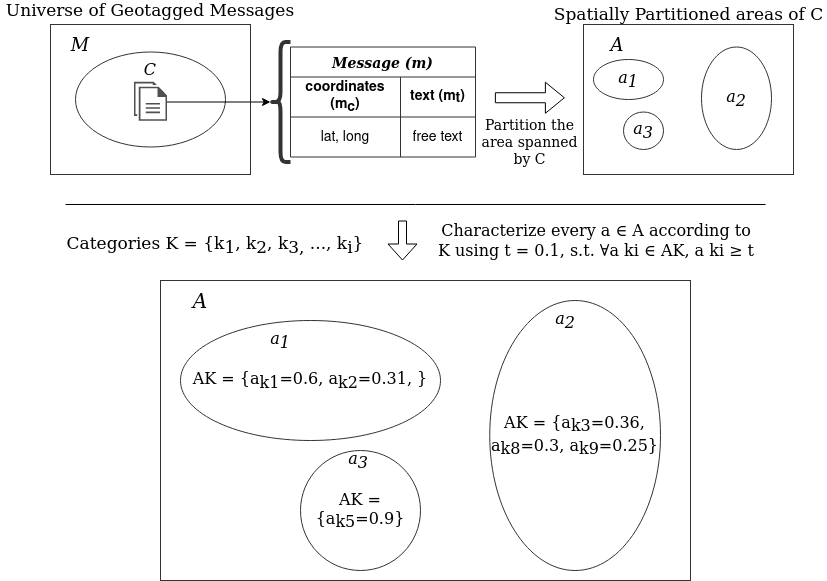 Universe of Geotagged Messages
Spatially Partitioned areas of C
M
C
Message (m)
coordinates
(mc)
text (mt)
lat, long
free text
Partition the
area spanned
by C
A
a1
a2
a3
Categories K = {k1, k2, k3, ..., ki}
Characterize every a ∈ A according to
K using t = 0.1, s.t. ∀a ki ∈ AK, a ki ≥ t
A
a1
AK = {ak1=0.6, ak2=0.31, }
a2
AK = {ak3=0.36,
ak8=0.3, ak9=0.25}
a3
AK =
{ak5=0.9}